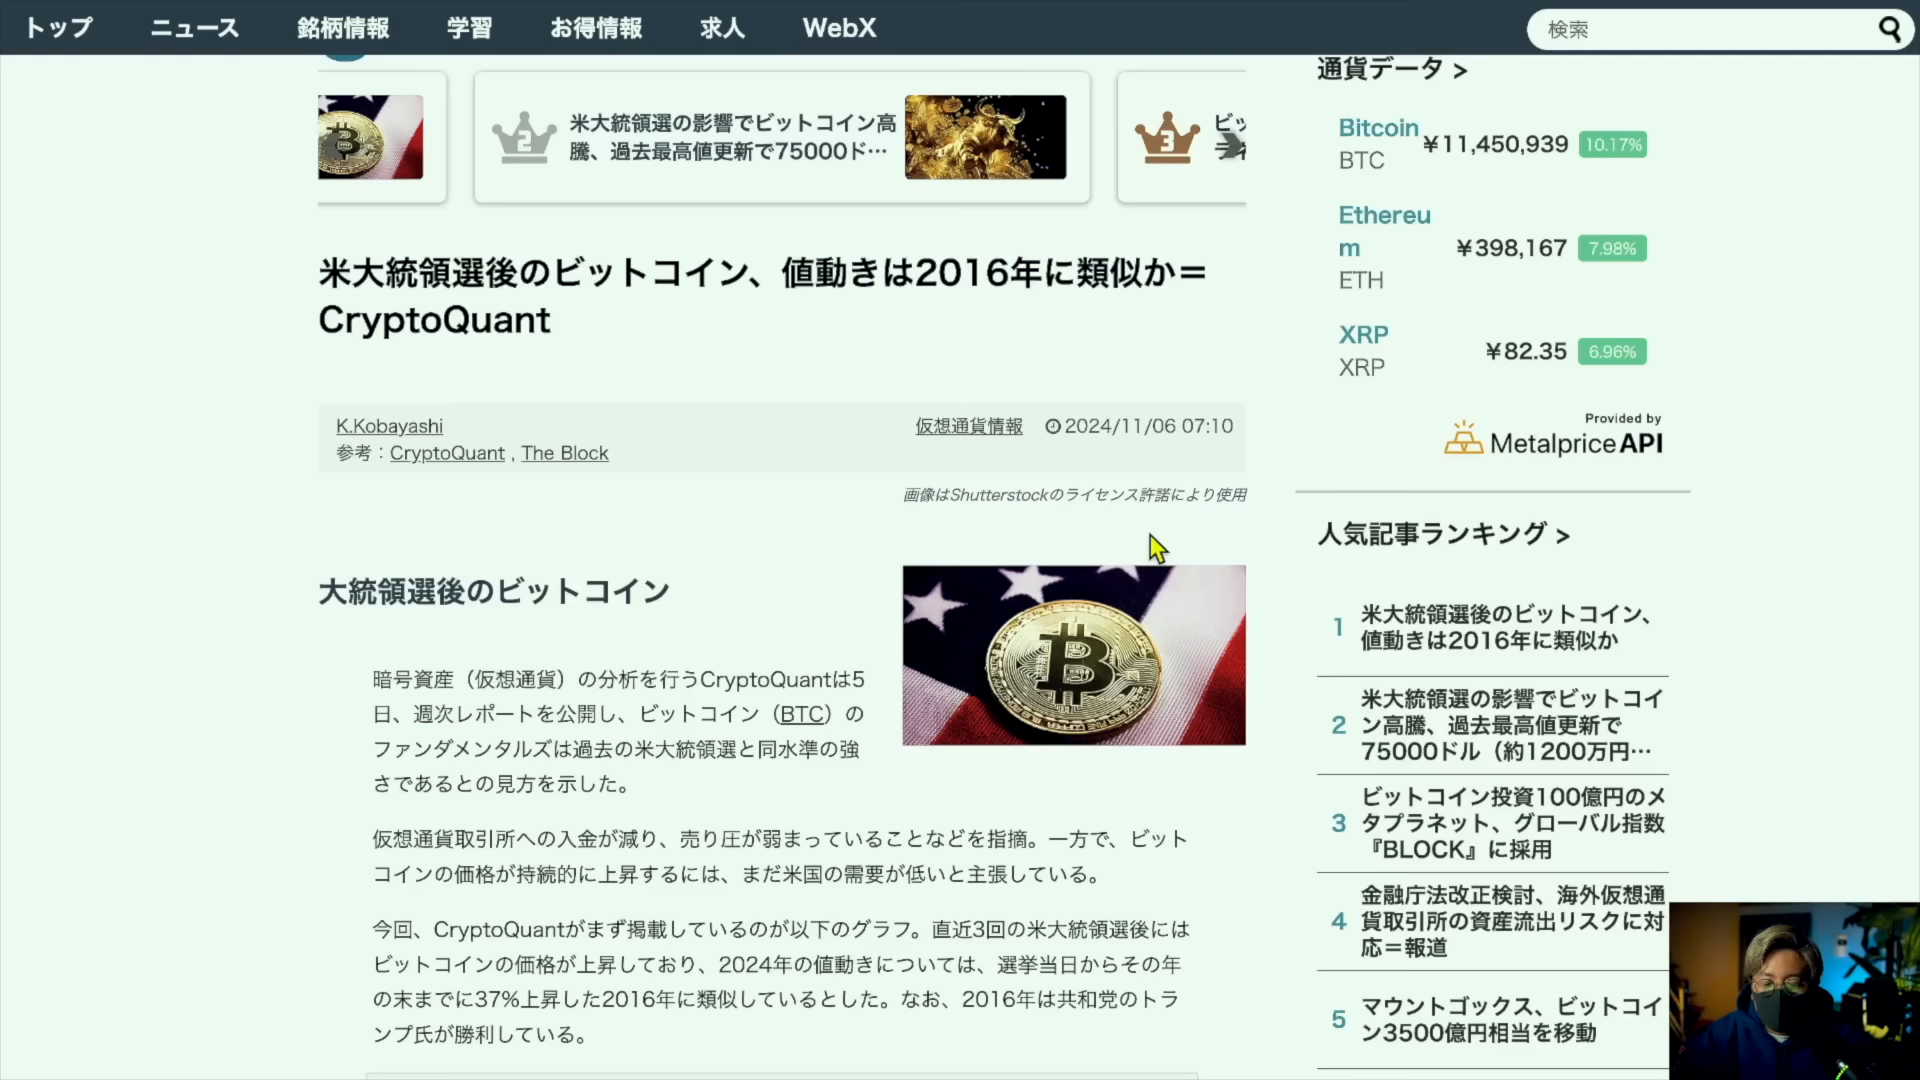 トップ
ニュース
銘柄情報
学習
お得情報
求人
WebX
検索
2
米大統領選の影響でビットコイン高
騰、過去最高値更新で75000ド…
3
ビッ
米大統領選後のビットコイン、値動きは2016年に類似か＝
CryptoQuant
K.Kobayashi
仮想通貨情報
2024/11/06 07:10
参考：CryptoQuant , The Block
画像はShutterstockのライセンス許諾により使用
大統領選後のビットコイン
暗号資産（仮想通貨）の分析を行うCryptoQuantは5
日、週次レポートを公開し、ビットコイン（BTC）の
ファンダメンタルズは過去の米大統領選と同水準の強
さであるとの見方を示した。
仮想通貨取引所への入金が減り、売り圧が弱まっていることなどを指摘。一方で、ビット
コインの価格が持続的に上昇するには、まだ米国の需要が低いと主張している。
今回、CryptoQuantがまず掲載しているのが以下のグラフ。直近3回の米大統領選後には
ビットコインの価格が上昇しており、2024年の値動きについては、選挙当日からその年
の末までに37%上昇した2016年に類似しているとした。なお、2016年は共和党のトラ
ンプ氏が勝利している。
通貨データ >
Bitcoin
BTC
¥11,450,939
10.17%
Ethereu
m
ETH
¥398,167
7.98%
XRP
XRP
¥82.35
6.96%
Provided by
MetalpriceAPI
人気記事ランキング >
1
米大統領選後のビットコイン、
値動きは2016年に類似か
2
米大統領選の影響でビットコイ
ン高騰、過去最高値更新で
75000ドル（約1200万円…
3
ビットコイン投資100億円のメ
タプラネット、グローバル指数
『BLOCK』に採用
4
金融庁法改正検討、海外仮想通
貨取引所の資産流出リスクに対
応＝報道
5
マウントゴックス、ビットコイ
ン3500億円相当を移動